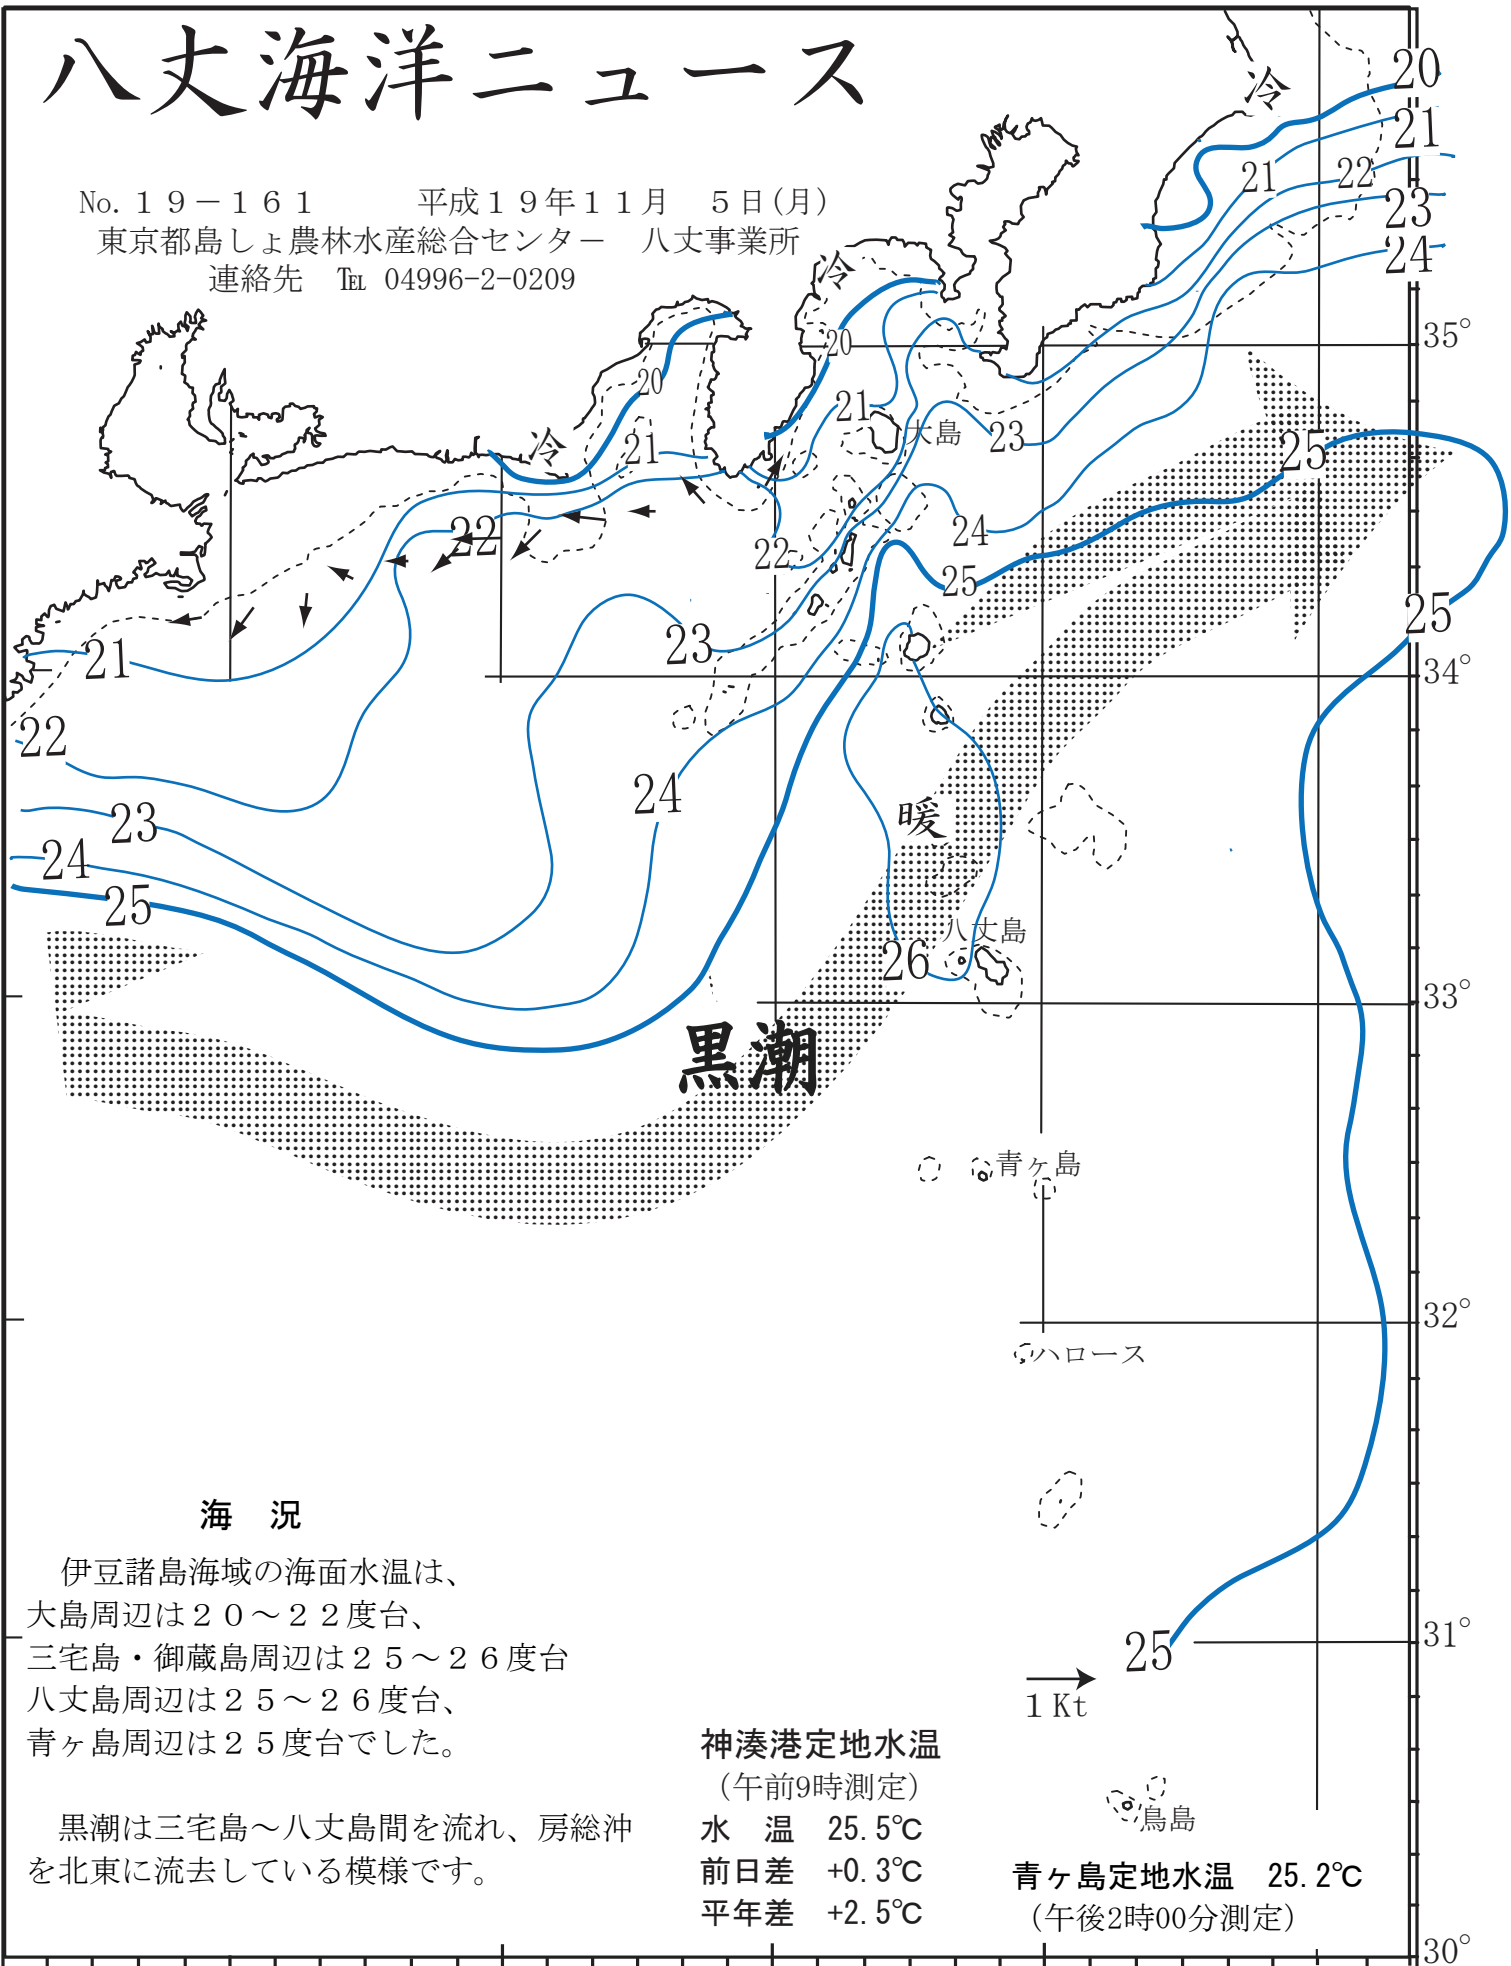 八丈海洋ニュース
No.１９－１６１　　　平成１９年１１月　５日(月)
東京都島しょ農林水産総合センター　八丈事業所
連絡先　℡ 04996-2-0209
冷
20
21
22
21
23
24
冷
20
35°
20
21
大島
23
25
冷
21
22
22
24
25
25
21
23
34°
22
24
暖
23
24
25
八丈島
26
33°
黒潮
青ヶ島
32°
ハロース
海　況
伊豆諸島海域の海面水温は、
大島周辺は２０～２２度台、
三宅島・御蔵島周辺は２５～２６度台
八丈島周辺は２５～２６度台、
青ヶ島周辺は２５度台でした。
黒潮は三宅島～八丈島間を流れ、房総沖
を北東に流去している模様です。
31°
25
1 Kt
神湊港定地水温
（午前9時測定）
水　温　25.5℃
前日差　+0.3℃
平年差　+2.5℃
鳥島
青ヶ島定地水温　25.2℃
（午後2時00分測定）
30°